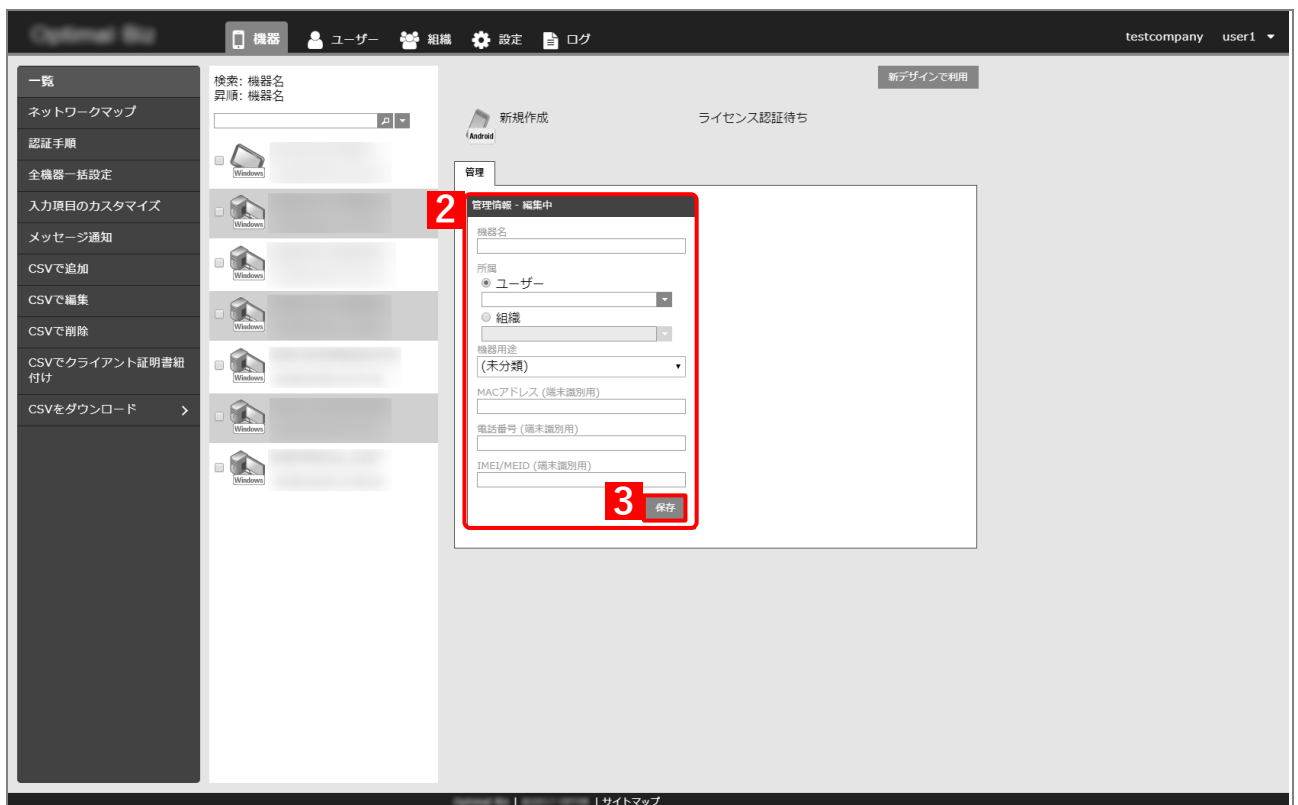 機器
ユーザー
組織
設定
ログ
testcompany
user1
一覧
ネットワークマップ
認証手順
全機器一括設定
入力項目のカスタマイズ
メッセージ通知
CSVで追加
CSVで編集
CSVで削除
CSVでクライアント証明書紐
付け
CSVをダウンロード
検索: 機器名
昇順: 機器名
Windows
Windows
Windows
Windows
Windows
Windows
Windows
新デザインで利用
Android
新規作成
ライセンス認証待ち
管理
2
管理情報 - 編集中
機器名
所属
ユーザー
組織
機器用途
(未分類)
MACアドレス (端末識別用)
電話番号 (端末識別用)
IMEI/MEID (端末識別用)
3
保存
| | サイトマップ